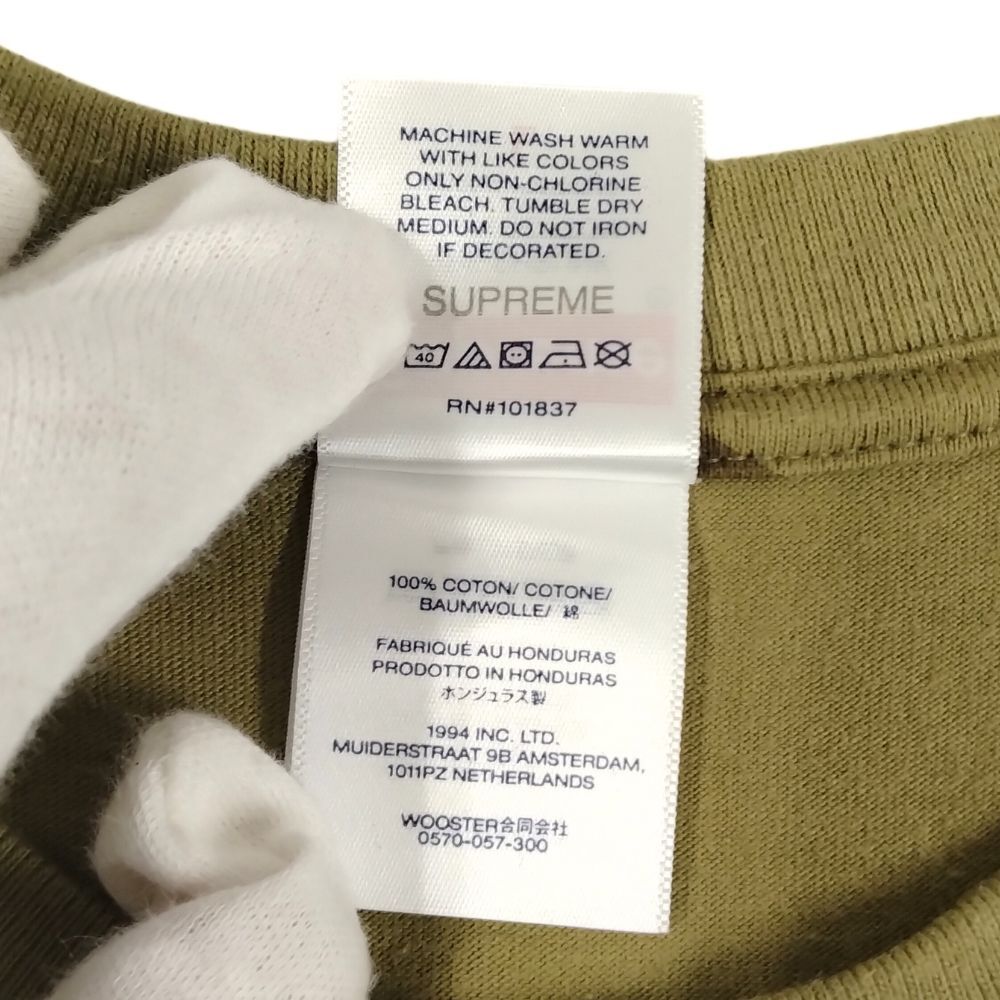 MACHINE WASH WARM
WITH LIKE COLORS
ONLY NON-CHLORINE
BLEACH. TUMBLE DRY
MEDIUM. DO NOT IRON
IF DECORATED.
SUPREME
40
RN#101837
100% COTON/ COTONE/
BAUMWOLLE/ 綿
FABRIQUÉ AU HONDURAS
PRODOTTO IN HONDURAS
ホンジュラス製
1994 INC. LTD.
MUIDERSTRAAT 9B AMSTERDAM,
1011PZ NETHERLANDS
WOOSTER合同会社
0570-057-300